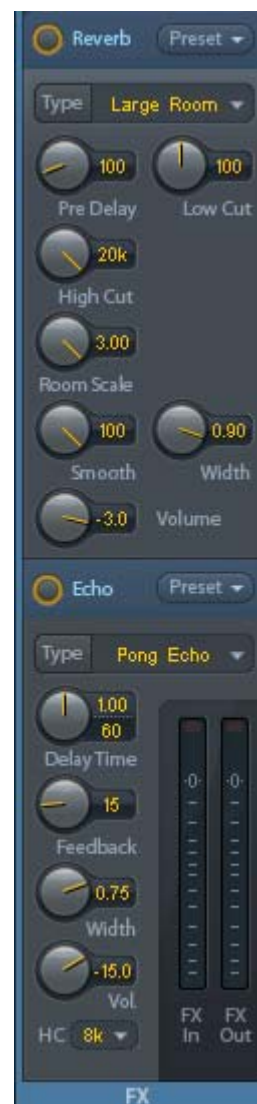 Reverb Preset
Type Large Room
100 100
Pre Delay Low Cut
20k
High Cut
3.00
Room Scale
100 0.90
Smooth Width
-3.0 Volume
Echo Preset
Type Pong Echo
1.00
60
Delay Time
-0- -0-
15
Feedback
0.75
Width
-15.0
Vol.
HC 8k
FX FX
In Out
FX